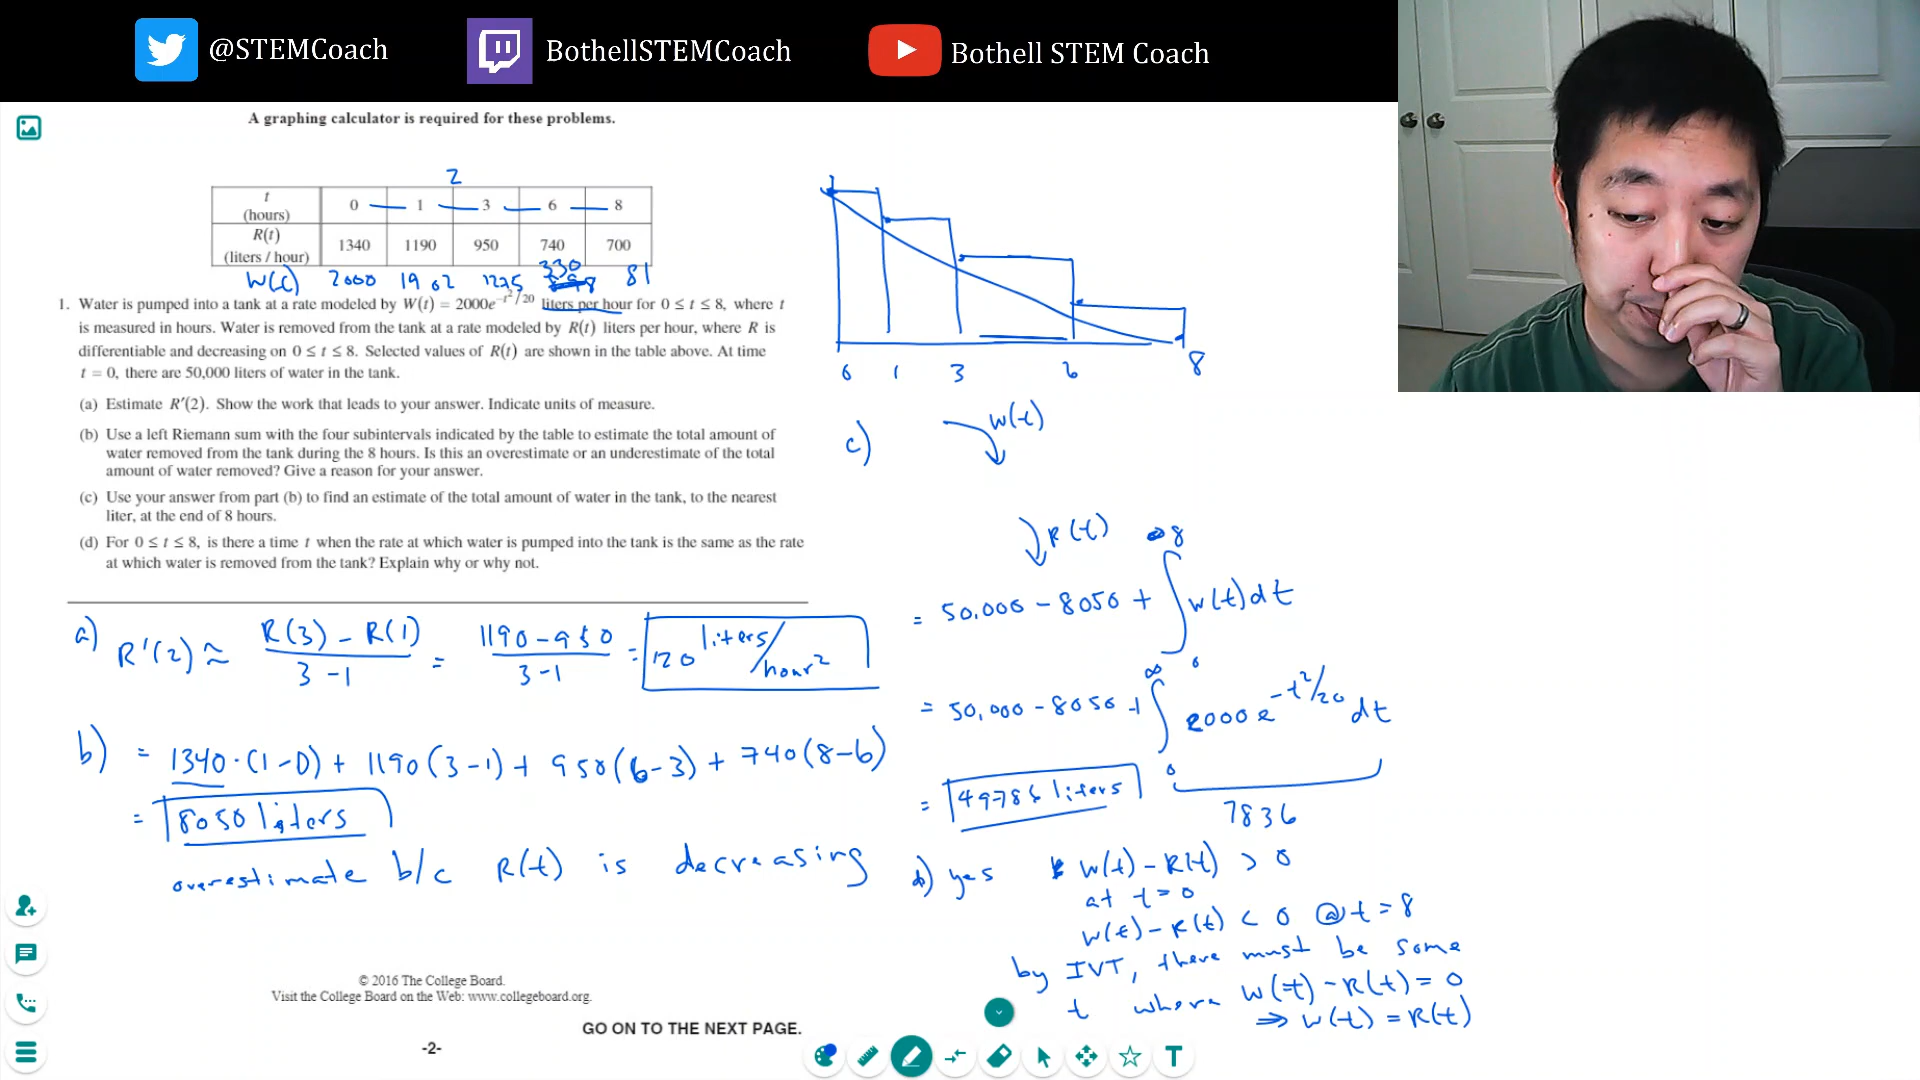 @STEMCoach BothellSTEMCoach Bothell STEM Coach
A graphing calculator is required for these problems.
2
t (hours) 0 1 3 6 8
R(t) (liters / hour) 1340 1190 950 740 700
W(t) 2000 1902 1275 330 81
1. Water is pumped into a tank at a rate modeled by W(t) = 2000e^{-t²/20} liters per hour for 0 ≤ t ≤ 8, where t
is measured in hours. Water is removed from the tank at a rate modeled by R(t) liters per hour, where R is
differentiable and decreasing on 0 ≤ t ≤ 8. Selected values of R(t) are shown in the table above. At time
t = 0, there are 50,000 liters of water in the tank.
(a) Estimate R′(2). Show the work that leads to your answer. Indicate units of measure.
(b) Use a left Riemann sum with the four subintervals indicated by the table to estimate the total amount of
water removed from the tank during the 8 hours. Is this an overestimate or an underestimate of the total
amount of water removed? Give a reason for your answer.
(c) Use your answer from part (b) to find an estimate of the total amount of water in the tank, to the nearest
liter, at the end of 8 hours.
(d) For 0 ≤ t ≤ 8, is there a time t when the rate at which water is pumped into the tank is the same as the rate
at which water is removed from the tank? Explain why or why not.
a) R'(2) ≈ R(3) - R(1) / 3 - 1 = 1190 - 950 / 3 - 1 = 120 liters/hour²
b) = 1340·(1-0) + 1190(3-1) + 950(6-3) + 740(8-6)
= 8050 liters
overestimate b/c R(t) is decreasing
© 2016 The College Board.
Visit the College Board on the Web: www.collegeboard.org.
GO ON TO THE NEXT PAGE.
-2-
0 1 3 6 8
c) W(t)
R(t)
= 50,000 - 8050 + ∫₀⁸ W(t)dt
= 50,000 - 8050 + ∫₀^∞ 2000e^{-t²/20} dt
7836
= 49786 liters
d) yes W(t) - R(t) > 0
at t=0
W(t) - R(t) < 0 @ t = 8
by IVT, there must be some
t where W(t) - R(t) = 0
⇒ W(t) = R(t)
T